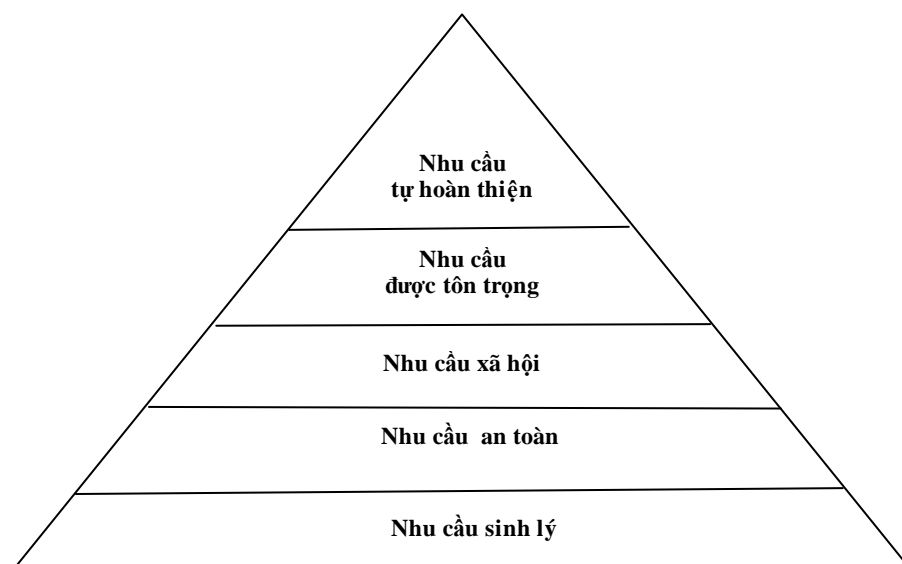 Nhu cầu
tự hoàn thiện
Nhu cầu
được tôn trọng
Nhu cầu xã hội
Nhu cầu an toàn
Nhu cầu sinh lý